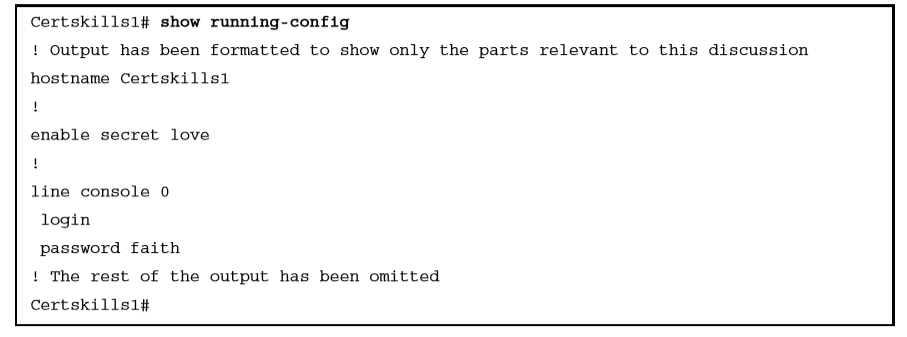 Certskills1# show running-config
! Output has been formatted to show only the parts relevant to this discussion
hostname Certskills1
!
enable secret love
!
line console 0
 login
 password faith
! The rest of the output has been omitted
Certskills1#